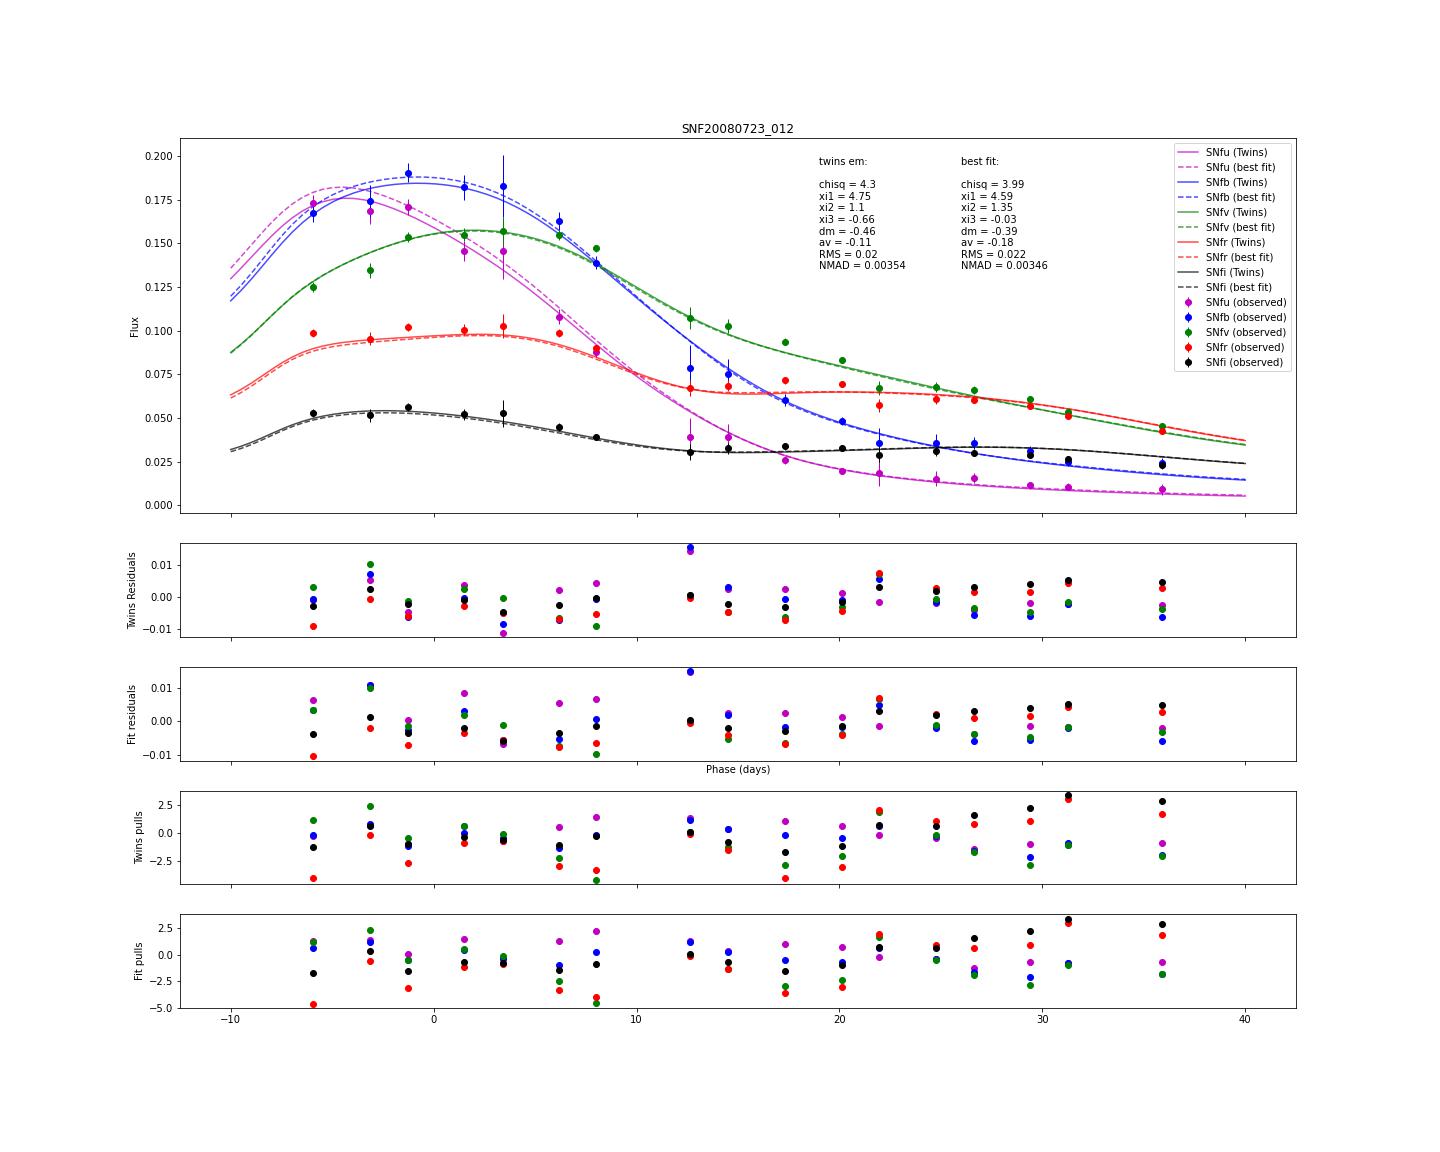 SNF20080723_012
twins em:
chisq = 4.3
xi1 = 4.75
xi2 = 1.1
xi3 = -0.66
dm = -0.46
av = -0.11
RMS = 0.02
NMAD = 0.00354
best fit:
chisq = 3.99
xi1 = 4.59
xi2 = 1.35
xi3 = -0.03
dm = -0.39
av = -0.18
RMS = 0.022
NMAD = 0.00346
SNfu (Twins)
SNfu (best fit)
SNfb (Twins)
SNfb (best fit)
SNfv (Twins)
SNfv (best fit)
SNfr (Twins)
SNfr (best fit)
SNfi (Twins)
SNfi (best fit)
SNfu (observed)
SNfb (observed)
SNfv (observed)
SNfr (observed)
SNfi (observed)
Flux
0.200
0.175
0.150
0.125
0.100
0.075
0.050
0.025
0.000
Twins Residuals
0.01
0.00
−0.01
Fit residuals
0.01
0.00
−0.01
Phase (days)
Twins pulls
2.5
0.0
−2.5
Fit pulls
2.5
0.0
−2.5
−5.0
−10
0
10
20
30
40